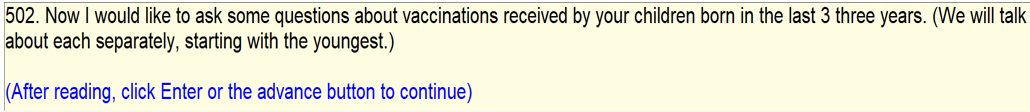 502. Now I would like to ask some questions about vaccinations received by your children born in the last 3 three years. (We will talk
about each separately, starting with the youngest.)
(After reading, click Enter or the advance button to continue)